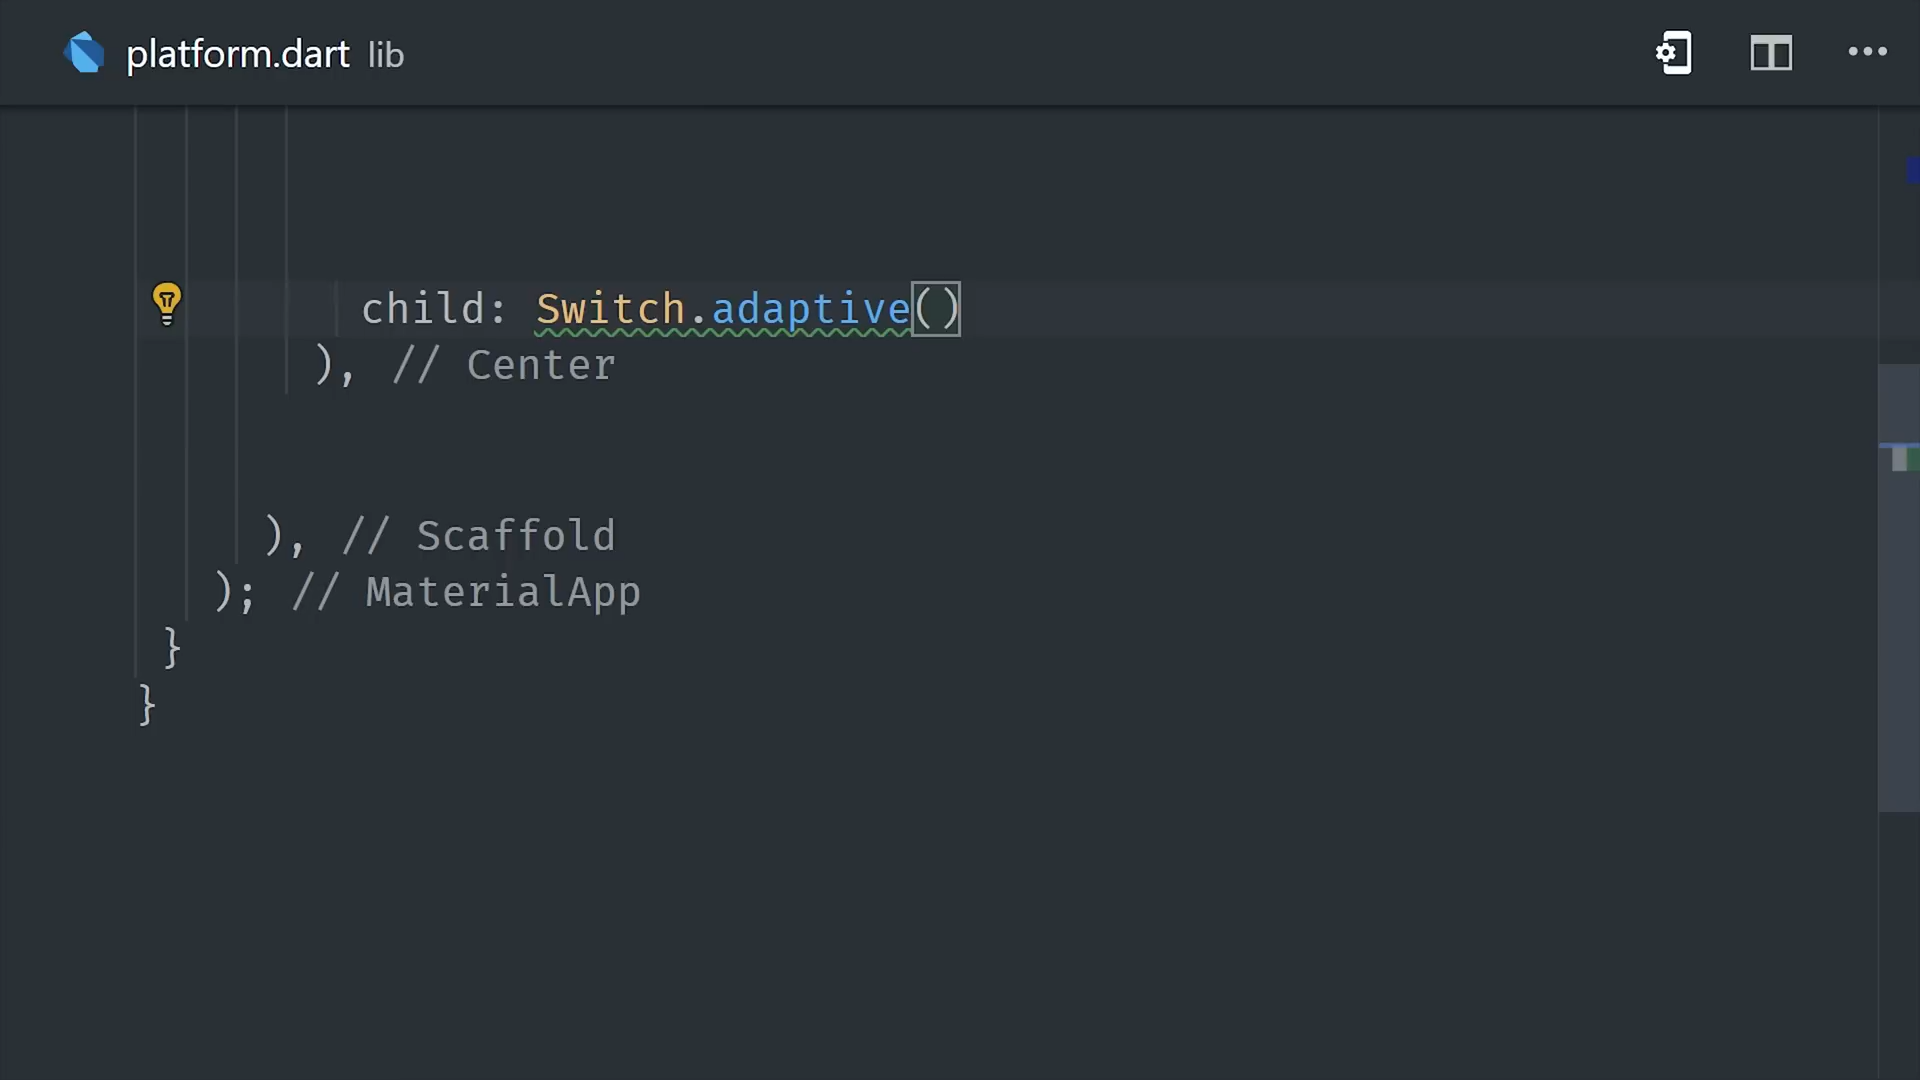 platform.dart lib
child: Switch.adaptive()
), // Center
), // Scaffold
); // MaterialApp
}
}